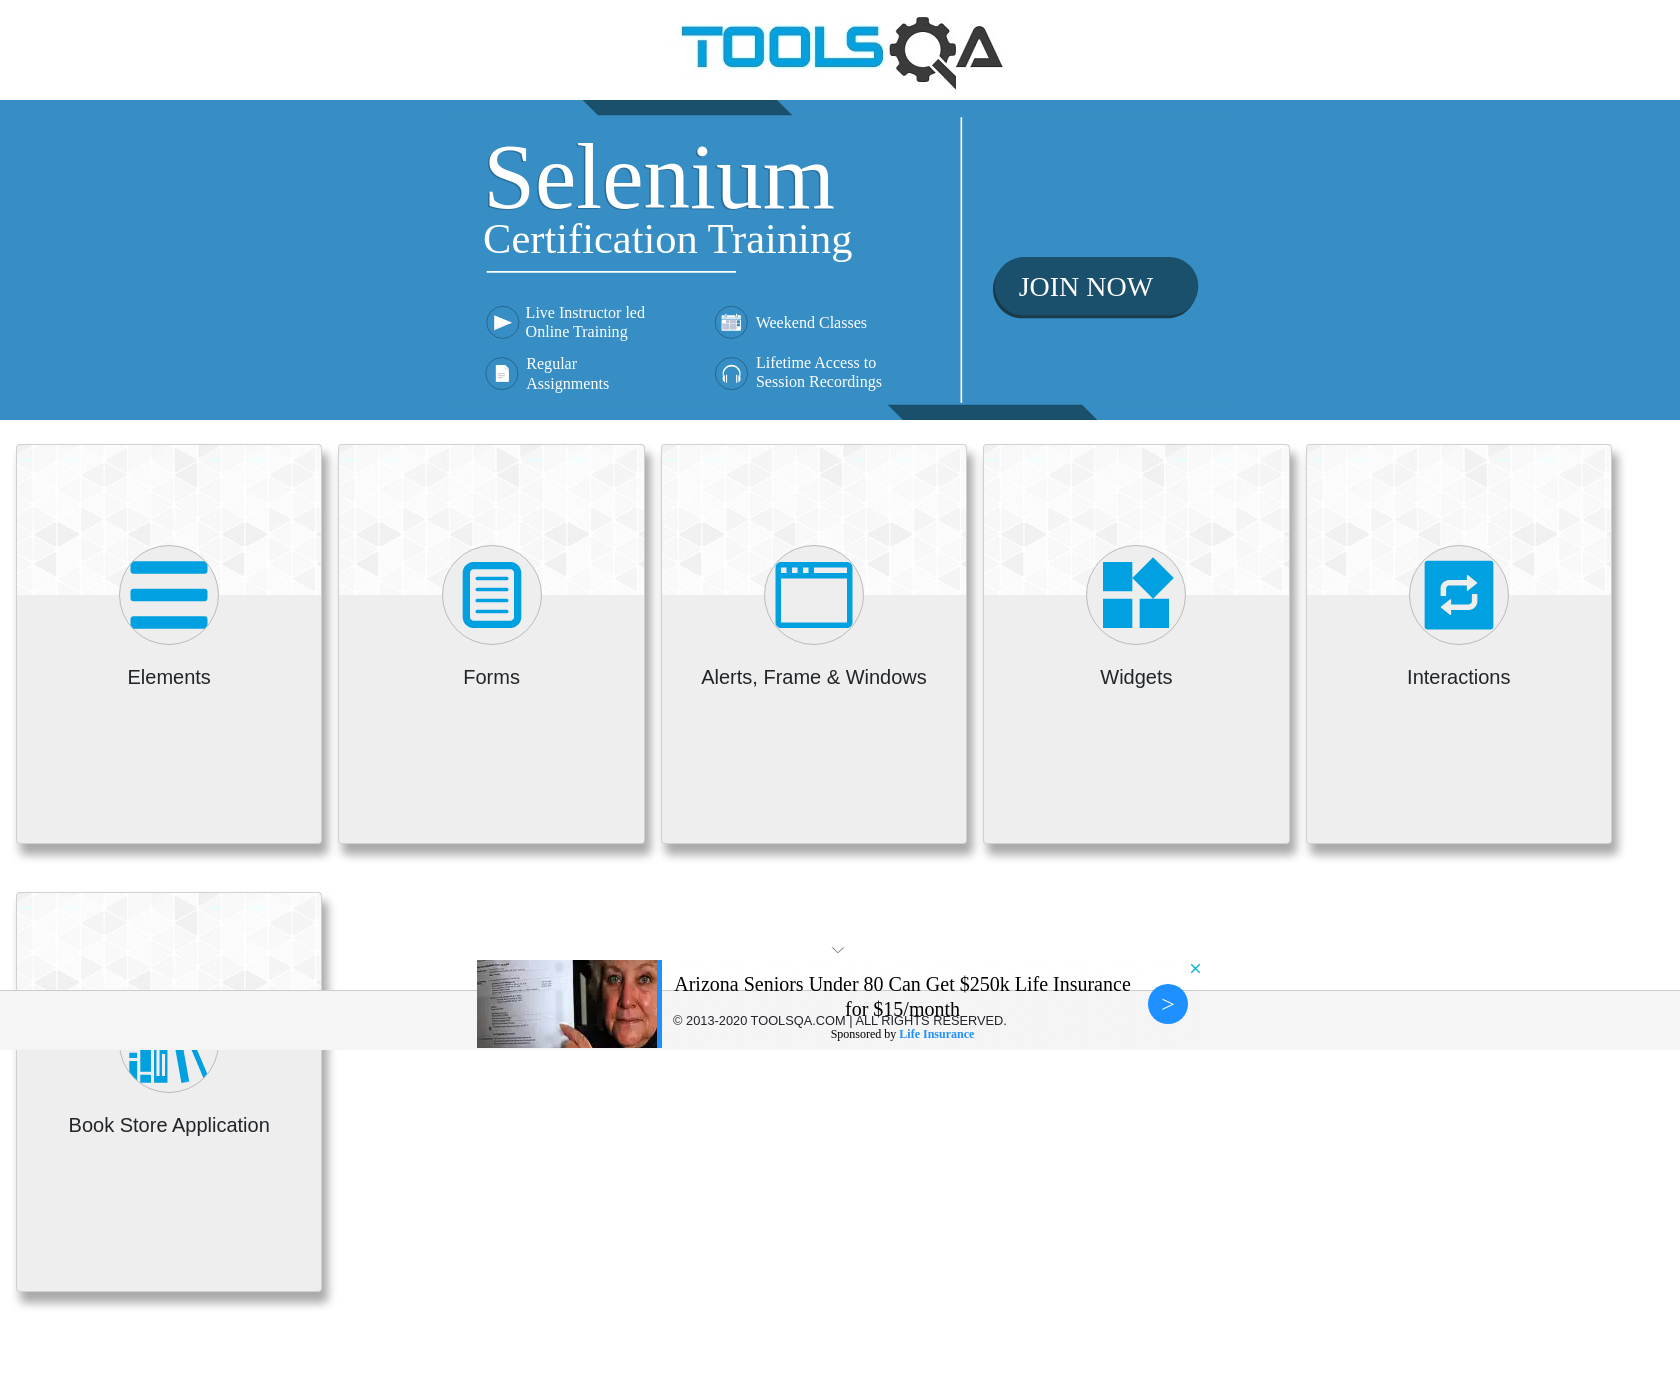 TOOLSQA
Selenium
Certification Training
Live Instructor led
Online Training
Weekend Classes
Regular
Assignments
Lifetime Access to
Session Recordings
JOIN NOW
Elements
Forms
Alerts, Frame & Windows
Widgets
Interactions
Arizona Seniors Under 80 Can Get $250k Life Insurance
for $15/month
© 2013-2020 TOOLSQA.COM | ALL RIGHTS RESERVED.
Sponsored by Life Insurance
>
Book Store Application